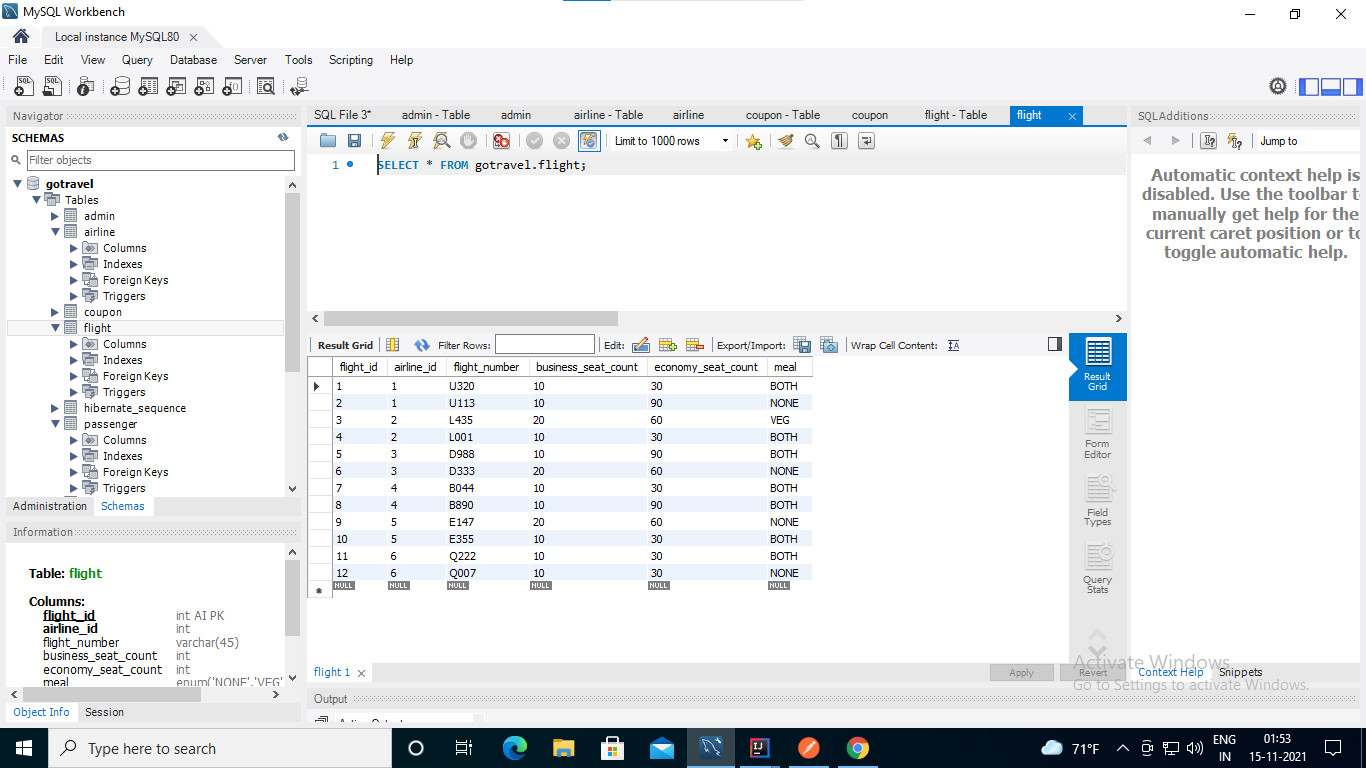 MySQL Workbench
Local instance MySQL80
File Edit View Query Database Server Tools Scripting Help
Navigator
SCHEMAS
Filter objects
gotravel
Tables
admin
airline
Columns
Indexes
Foreign Keys
Triggers
coupon
flight
Columns
Indexes
Foreign Keys
Triggers
hibernate_sequence
passenger
Columns
Indexes
Foreign Keys
Triggers
Administration Schemas
Information
Table: flight
Columns:
flight_id int AI PK
airline_id int
flight_number varchar(45)
business_seat_count int
economy_seat_count int
meal enum('NONE','VEG'
Object Info Session
SQL File 3* admin - Table admin airline - Table airline coupon - Table coupon flight - Table flight
Limit to 1000 rows
1 SELECT * FROM gotravel.flight;
Result Grid Filter Rows: Edit: Export/Import: Wrap Cell Content:
flight_id airline_id flight_number business_seat_count economy_seat_count meal
1 1 U320 10 30 BOTH
2 1 U113 10 90 NONE
3 2 L435 20 60 VEG
4 2 L001 10 30 BOTH
5 3 D988 10 90 BOTH
6 3 D333 20 60 NONE
7 4 B044 10 30 BOTH
8 4 B890 10 90 BOTH
9 5 E147 20 60 NONE
10 5 E355 10 30 BOTH
11 6 Q222 10 30 BOTH
12 6 Q007 10 30 NONE
NULL NULL NULL NULL NULL NULL
Result Grid
Form Editor
Field Types
Query Stats
flight 1
Apply Revert
Output
SQLAdditions
Jump to
Automatic context help is
disabled. Use the toolbar t
manually get help for the
current caret position or to
toggle automatic help.
Context Help Snippets
Activate Windows
Go to Settings to activate Windows.
Type here to search
71°F
ENG
IN
01:53
15-11-2021